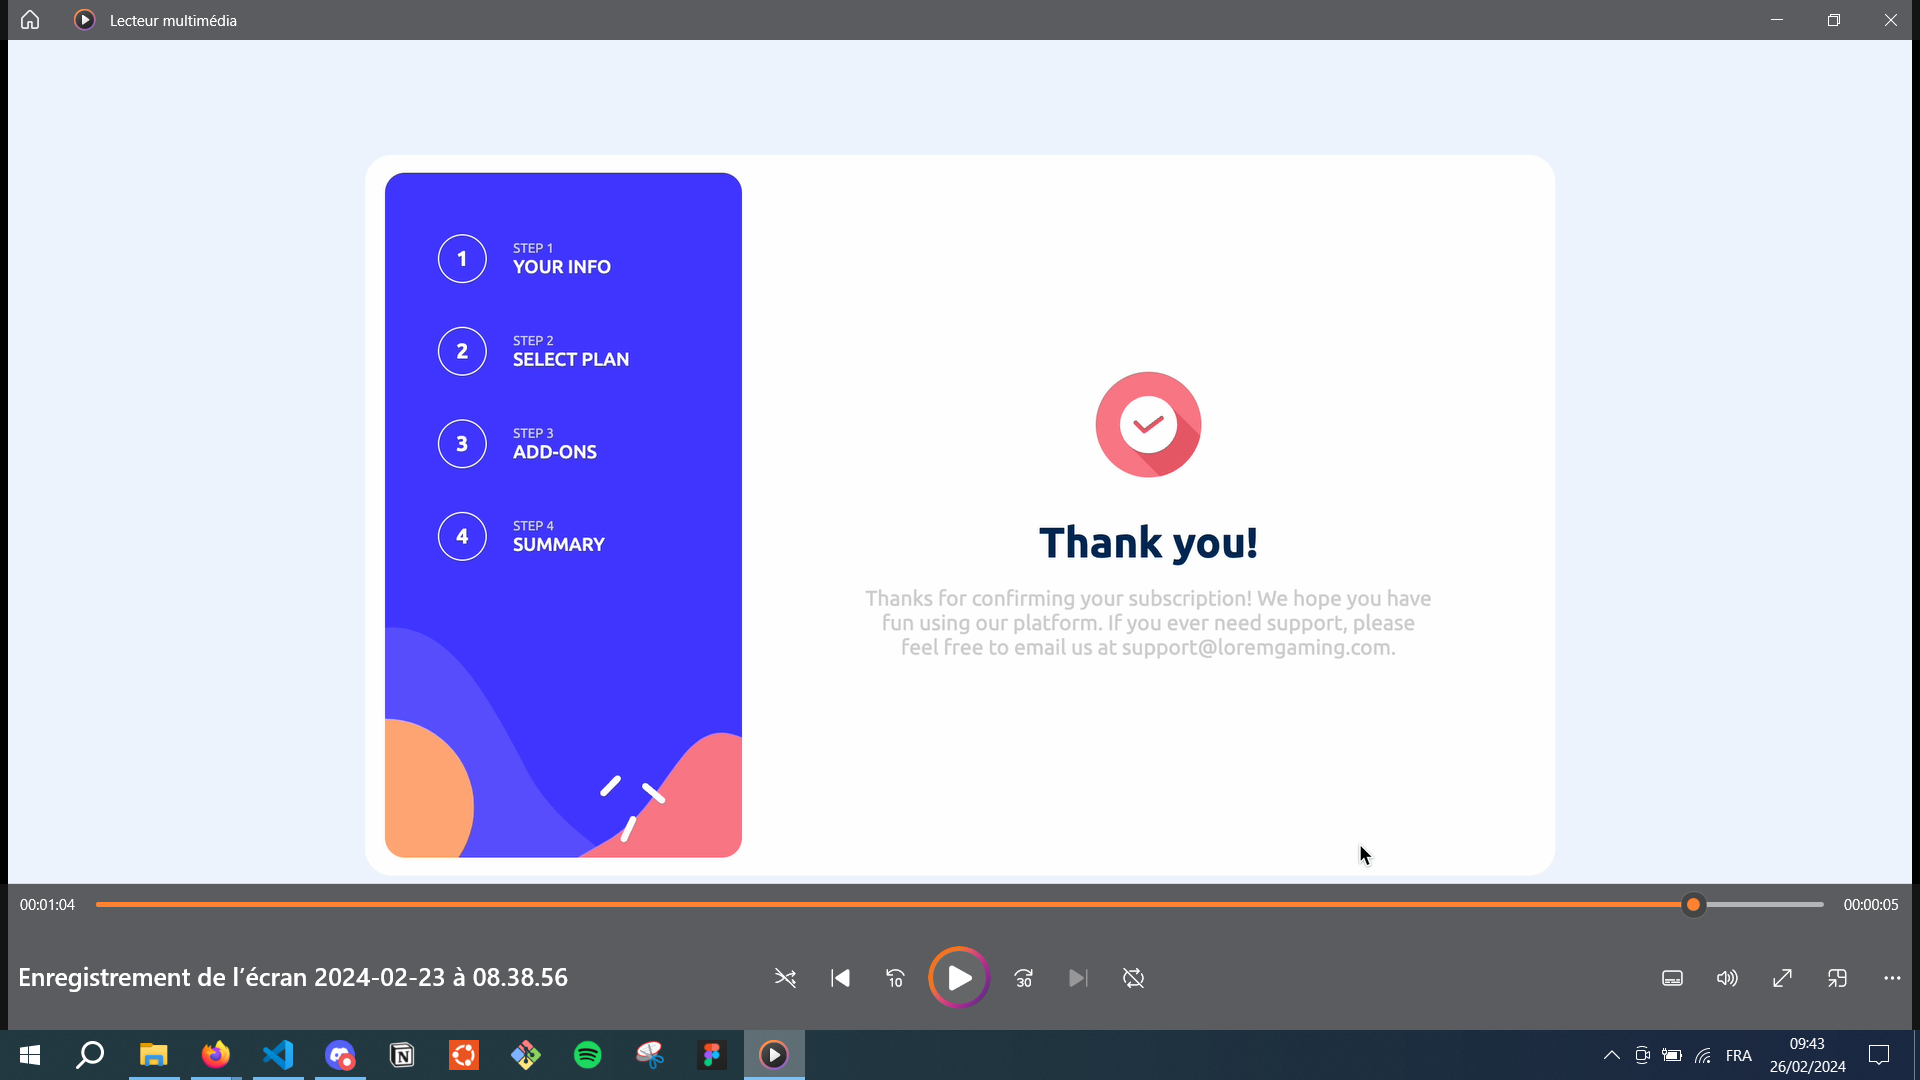 Lecteur multimédia
1
STEP 1
YOUR INFO
2
STEP 2
SELECT PLAN
3
STEP 3
ADD-ONS
4
STEP 4
SUMMARY
Thank you!
Thanks for confirming your subscription! We hope you have
fun using our platform. If you ever need support, please
feel free to email us at support@loremgaming.com.
00:01:04
00:00:05
Enregistrement de l’écran 2024-02-23 à 08.38.56
10
30
N
FRA
09:43
26/02/2024